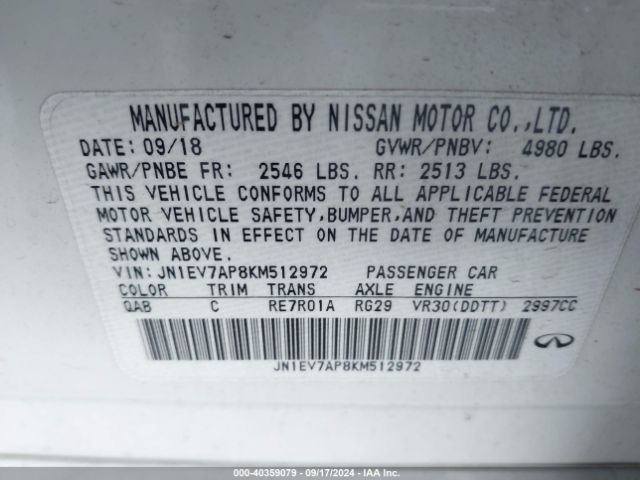 MANUFACTURED BY NISSAN MOTOR CO.,LTD.
DATE: 09/18 GVWR/PNBV: 4980 LBS.
GAWR/PNBE FR: 2546 LBS. RR: 2513 LBS.
THIS VEHICLE CONFORMS TO ALL APPLICABLE FEDERAL
MOTOR VEHICLE SAFETY,BUMPER,AND THEFT PREVENTION
STANDARDS IN EFFECT ON THE DATE OF MANUFACTURE
SHOWN ABOVE.
VIN: JN1EV7AP8KM512972 PASSENGER CAR
COLOR TRIM TRANS AXLE ENGINE
QAB C RE7R01A RG29 VR30(DDTT) 2997CC
JN1EV7AP8KM512972
000-40359079 - 09/17/2024 - IAA Inc.